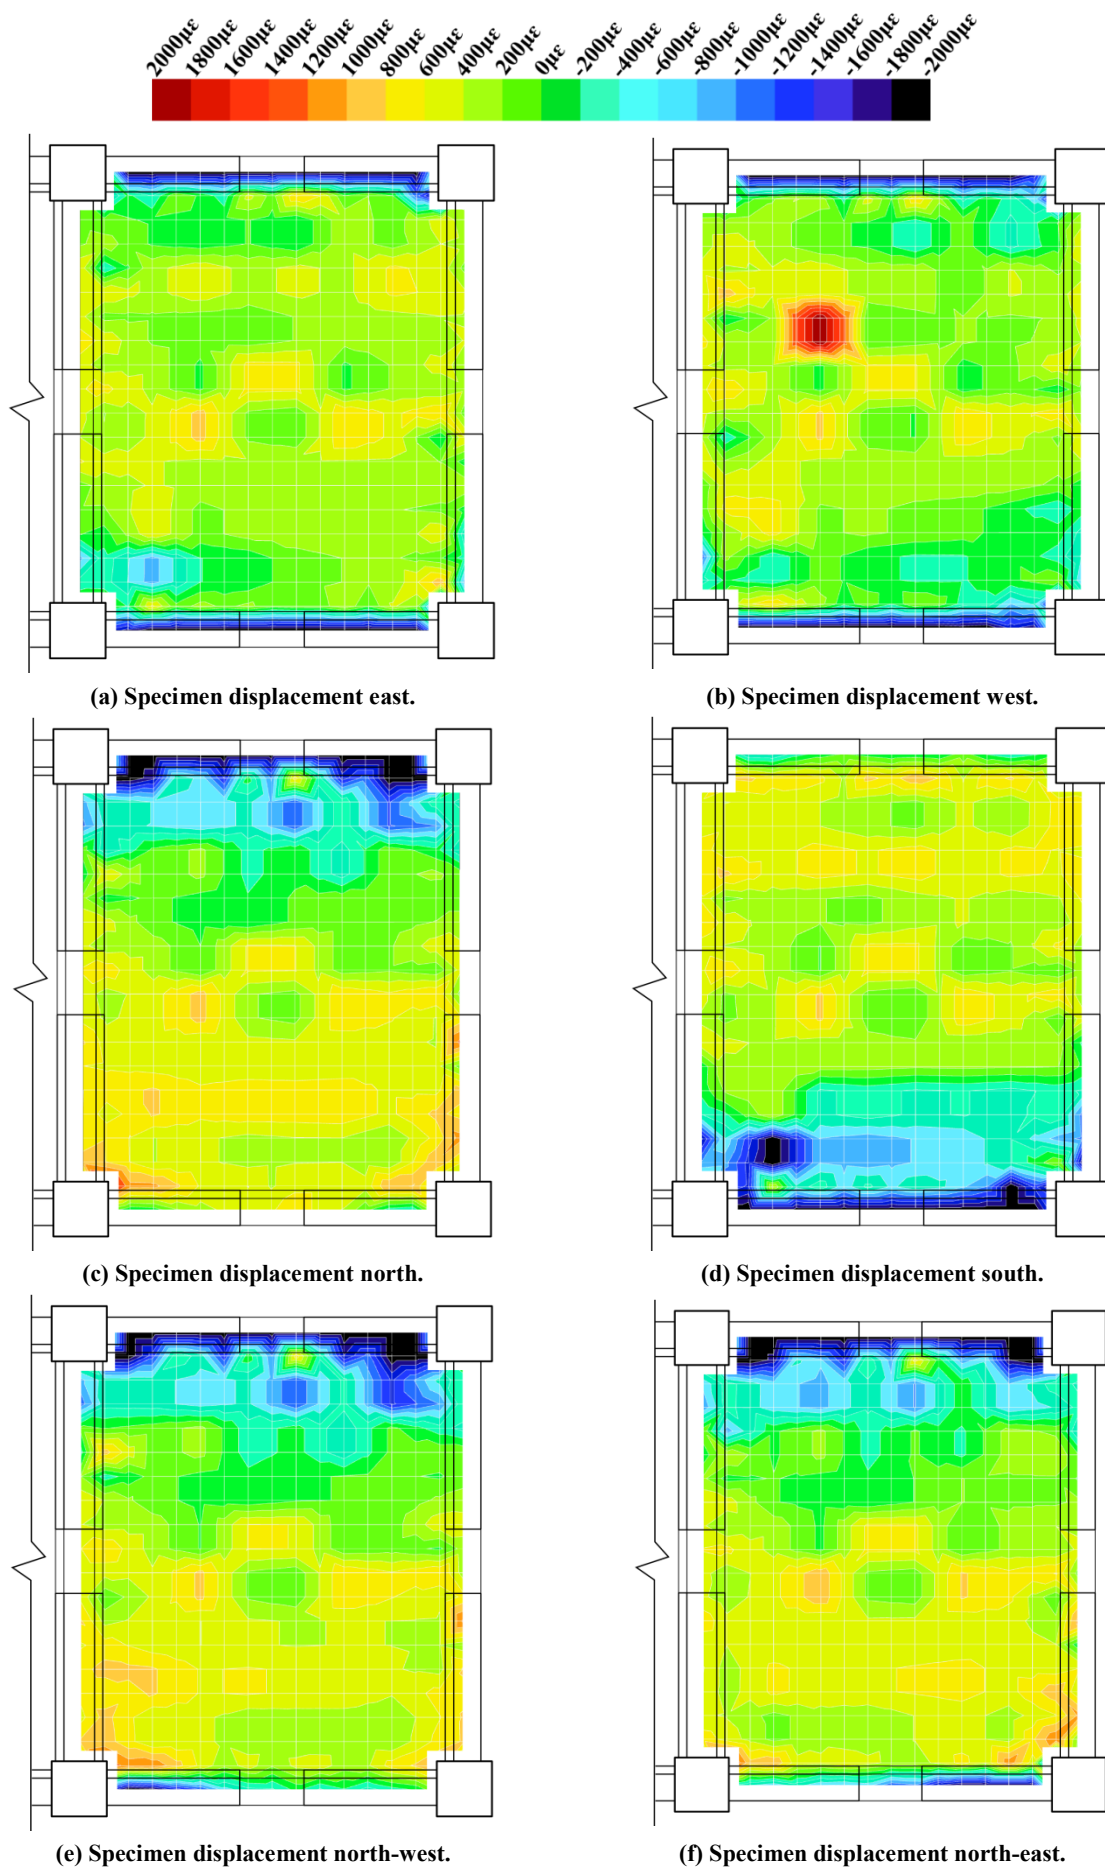 2000µε 1800µε 1600µε 1400µε 1200µε 1000µε 800µε 600µε 400µε 200µε 0µε -200µε -400µε -600µε -800µε -1000µε -1200µε -1400µε -1600µε -1800µε -2000µε
(a) Specimen displacement east. (b) Specimen displacement west.
(c) Specimen displacement north. (d) Specimen displacement south.
(e) Specimen displacement north-west. (f) Specimen displacement north-east.